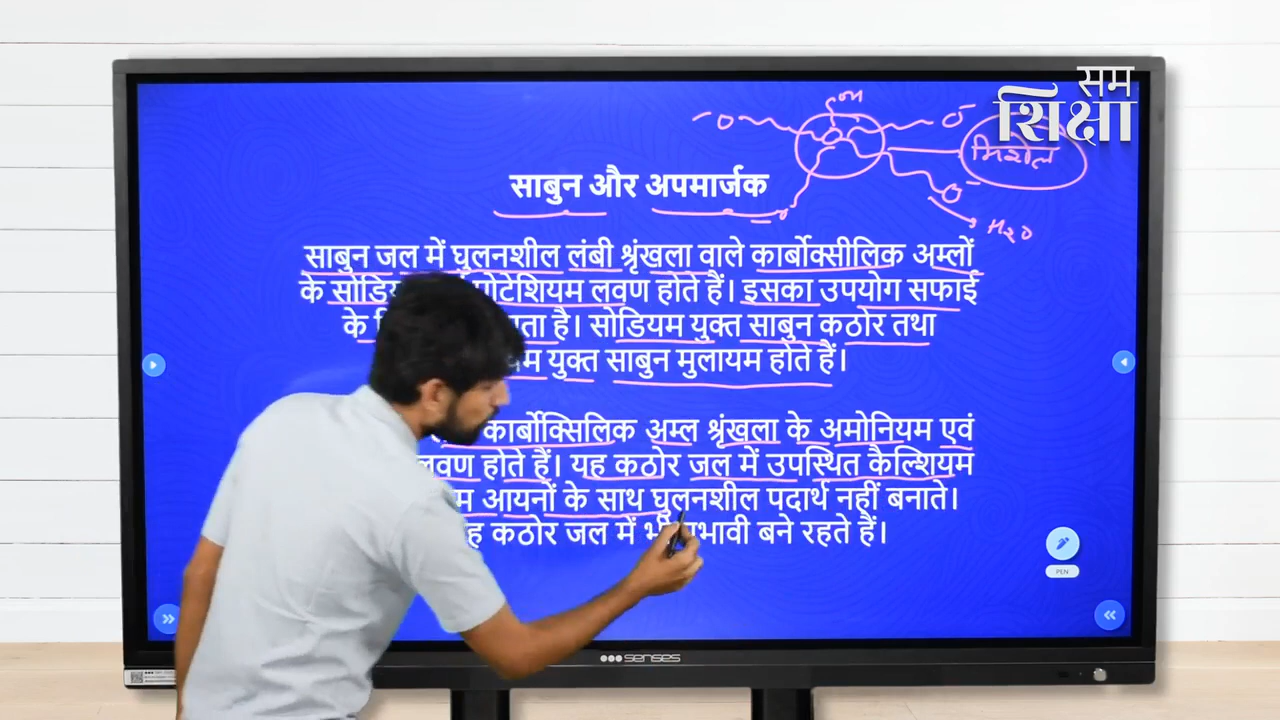 सम
शिक्षा
OH
O⁻
मिसेल
O⁻
H₂O
साबुन और अपमार्जक
साबुन जल में घुलनशील लंबी श्रृंखला वाले कार्बोक्सीलिक अम्लों
के पोटेशियम लवण होते हैं। इसका उपयोग सफाई
के है। सोडियम युक्त साबुन कठोर तथा
युक्त साबुन मुलायम होते हैं।
कार्बोक्सिलिक अम्ल श्रृंखला के अमोनियम एवं
लवण होते हैं। यह कठोर जल में उपस्थित कैल्शियम
आयनों के साथ घुलनशील पदार्थ नहीं बनाते।
कठोर जल में बने रहते हैं।
PEN
senses